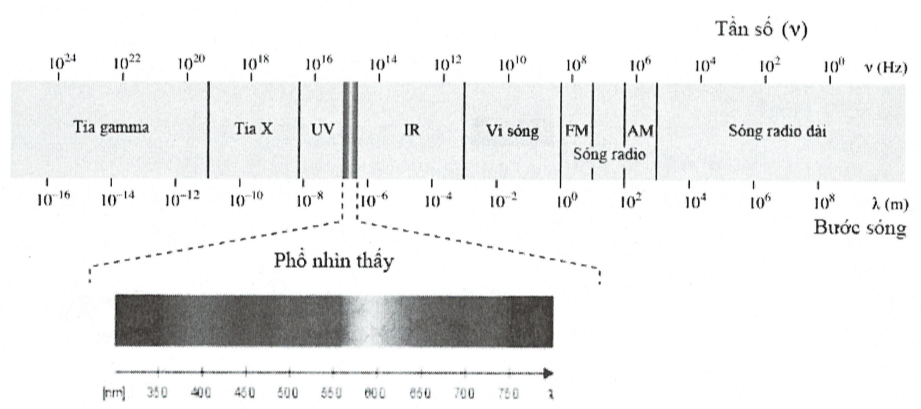 Tần số (ν)
10²⁴ 10²² 10²⁰ 10¹⁸ 10¹⁶ 10¹⁴ 10¹² 10¹⁰ 10⁸ 10⁶ 10⁴ 10² 10⁰ ν (Hz)
Tia gamma Tia X UV IR Vi sóng FM AM Sóng radio dài
Sóng radio
10⁻¹⁶ 10⁻¹⁴ 10⁻¹² 10⁻¹⁰ 10⁻⁸ 10⁻⁶ 10⁻⁴ 10⁻² 10⁰ 10² 10⁴ 10⁶ 10⁸ λ (m)
Bước sóng
Phổ nhìn thấy
[nm] 350 400 450 500 550 600 650 700 750 λ